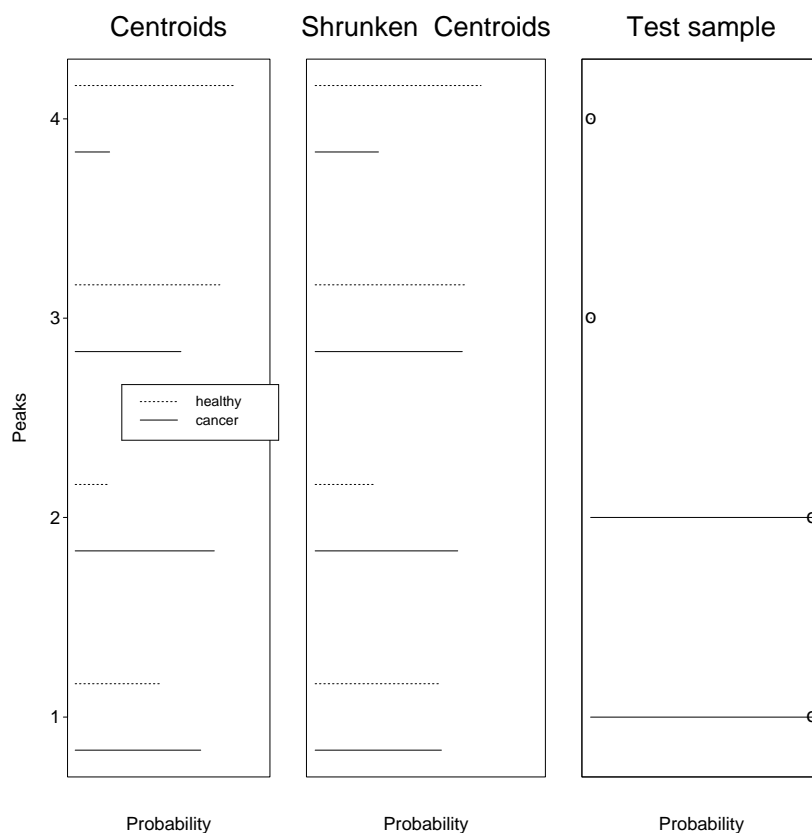 Centroids
Shrunken Centroids
Test sample
4
3
2
1
Peaks
healthy
cancer
o
o
o
o
Probability
Probability
Probability